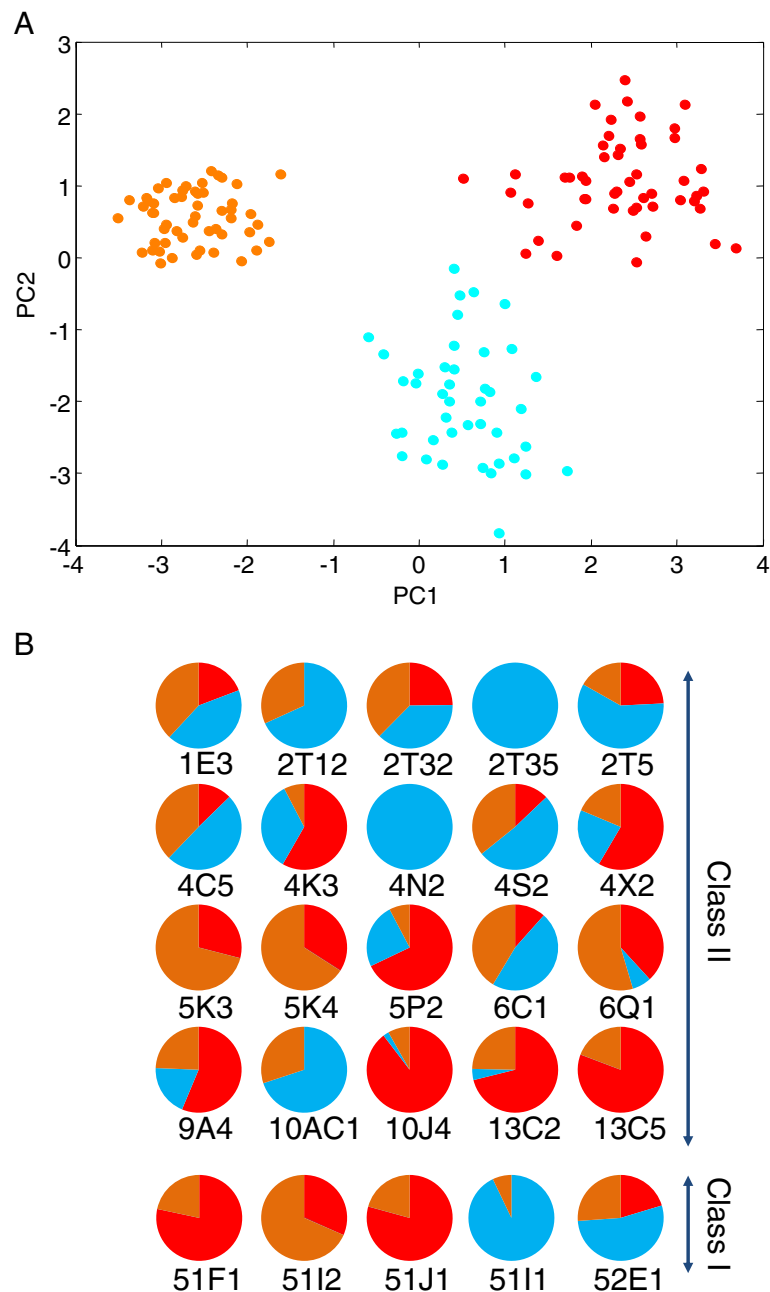 A
3
2
1
0
-1
-2
-3
-4
PC2
-4 -3 -2 -1 0 1 2 3 4
PC1
B
1E3 2T12 2T32 2T35 2T5
4C5 4K3 4N2 4S2 4X2
5K3 5K4 5P2 6C1 6Q1
9A4 10AC1 10J4 13C2 13C5
Class II
51F1 51I2 51J1 51I1 52E1
Class I